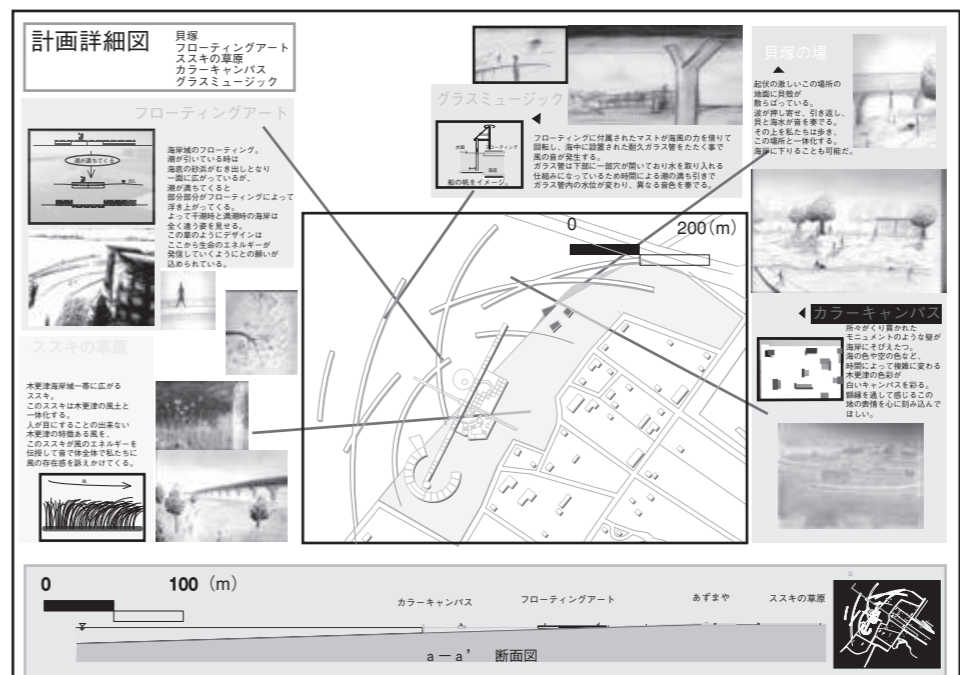 計画詳細図
貝塚
フローティングアート
ススキの草原
カラーキャンパス
グラスミュージック
フローティングアート
潮が満ちてくる
海岸域のフローティング。
潮が引いている時は
海底の砂浜がむき出しとなり
一面に広がっているが、
潮が満ちてくると
部分部分がフローティングによって
浮き上がってくる。
よって干潮時と満潮時の海岸は
全く違う姿を見せる。
この葉のようにデザインは
ここから生命のエネルギーが
発信していくようにとの願いが
込められている。
ススキの草原
木更津海岸域一帯に広がる
ススキ。
このススキは木更津の風土と
一体化する。
人が目にすることの出来ない
木更津の特徴ある風を、
このススキが風のエネルギーを
伝授して音で体全体で私たちに
風の存在感を訴えかけてくる。
風
グラスミュージック
船の帆をイメージ。
フローティングに付属されたマストが海風の力を借りて
回転し、海中に設置された耐久ガラス管をたたく事で
風の音が発生する。
ガラス管は下部に一部穴が開いており水を取り入れる
仕組みになっているため時間による潮の満ち引きで
ガラス管内の水位が変わり、異なる音色を奏でる。
貝塚の場
起伏の激しいこの場所の
地面に貝殻が
散らばっている。
波が押し寄せ、引き返し、
貝と海水が音を奏でる。
その上を私たちは歩き、
この場所と一体化する。
海岸に下りることも可能だ。
0 200(m)
カラーキャンパス
所々がくり貫かれた
モニュメントのような壁が
海岸にそびえたつ。
海の色や空の色など、
時間によって複雑に変わる
木更津の色彩が
白いキャンバスを彩る。
額縁を通して感じるこの
地の表情を心に刻み込んで
ほしい。
0 100 (m)
カラーキャンパス
フローティングアート
あずまや
ススキの草原
a
a－a’ 断面図